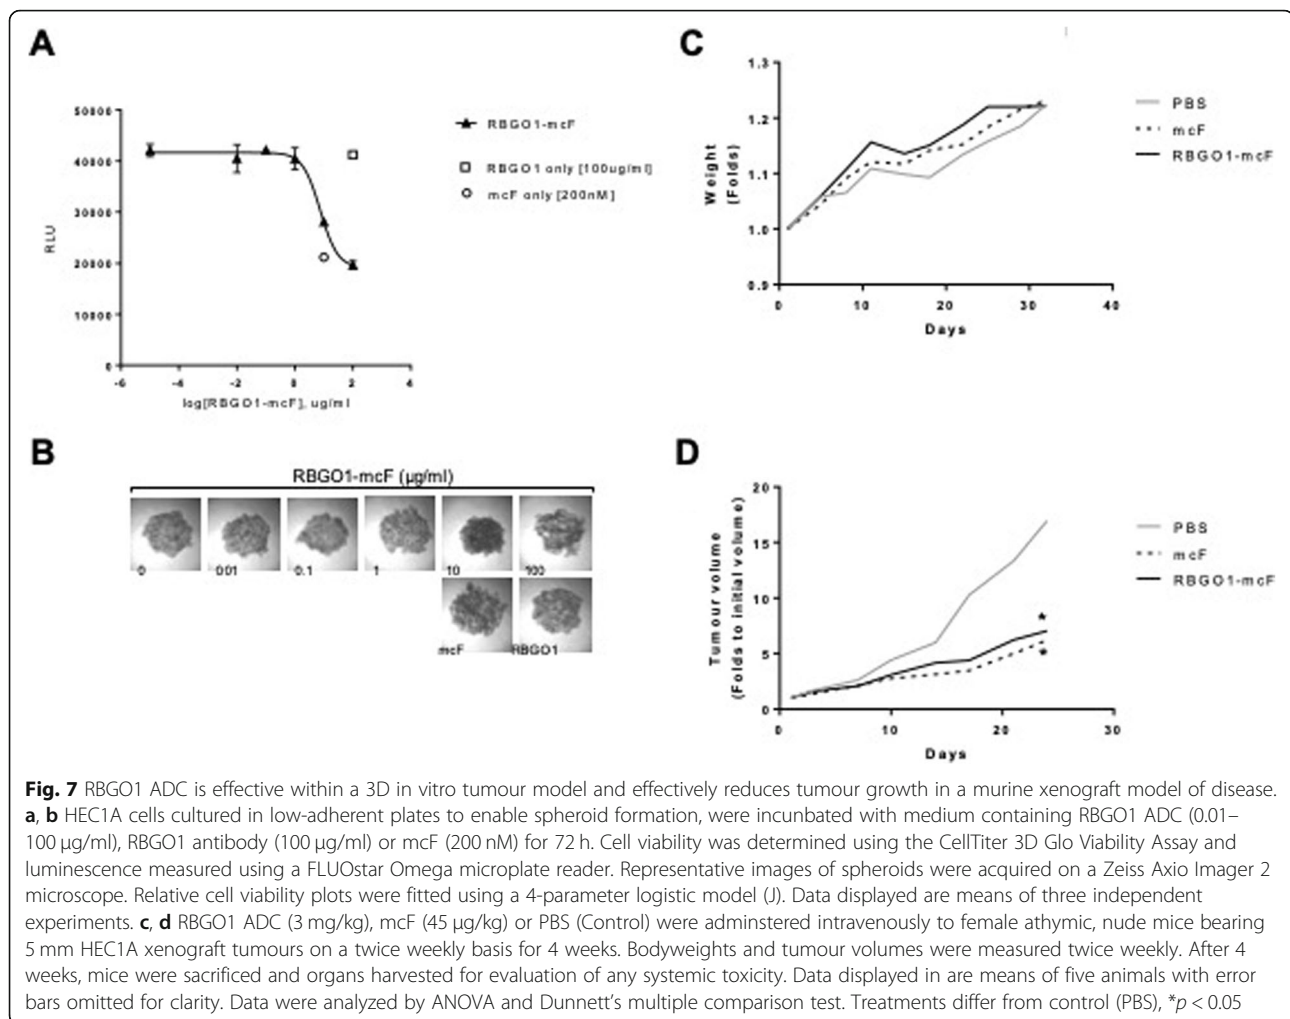 A
50000
40000
30000
20000
10000
0
RLU
-6
-4
-2
0
2
4
log[RBGO1-mcF], ug/ml
RBGO1-mcF
RBGO1 only [100ug/ml]
mcF only [200nM]
C
1.3
1.2
1.1
1.0
0.9
Weight
(Folds)
0
10
20
30
40
Days
PBS
mcF
RBGO1-mcF
B
RBGO1-mcF (µg/ml)
0
0.1
1
10
100
mcF
RBGO1
D
20
15
10
5
0
Tumour volume
(Folds to initial volume)
0
10
20
30
Days
PBS
mcF
RBGO1-mcF
*
*
Fig. 7 RBGO1 ADC is effective within a 3D in vitro tumour model and effectively reduces tumour growth in a murine xenograft model of disease.
a, b HEC1A cells cultured in low-adherent plates to enable spheroid formation, were incunbated with medium containing RBGO1 ADC (0.01–
100 µg/ml), RBGO1 antibody (100 µg/ml) or mcF (200 nM) for 72 h. Cell viability was determined using the CellTiter 3D Glo Viability Assay and
luminescence measured using a FLUOstar Omega microplate reader. Representative images of spheroids were acquired on a Zeiss Axio Imager 2
microscope. Relative cell viability plots were fitted using a 4-parameter logistic model (J). Data displayed are means of three independent
experiments. c, d RBGO1 ADC (3 mg/kg), mcF (45 µg/kg) or PBS (Control) were adminstered intravenously to female athymic, nude mice bearing
5 mm HEC1A xenograft tumours on a twice weekly basis for 4 weeks. Bodyweights and tumour volumes were measured twice weekly. After 4
weeks, mice were sacrificed and organs harvested for evaluation of any systemic toxicity. Data displayed in are means of five animals with error
bars omitted for clarity. Data were analyzed by ANOVA and Dunnett's multiple comparison test. Treatments differ from control (PBS), *p < 0.05